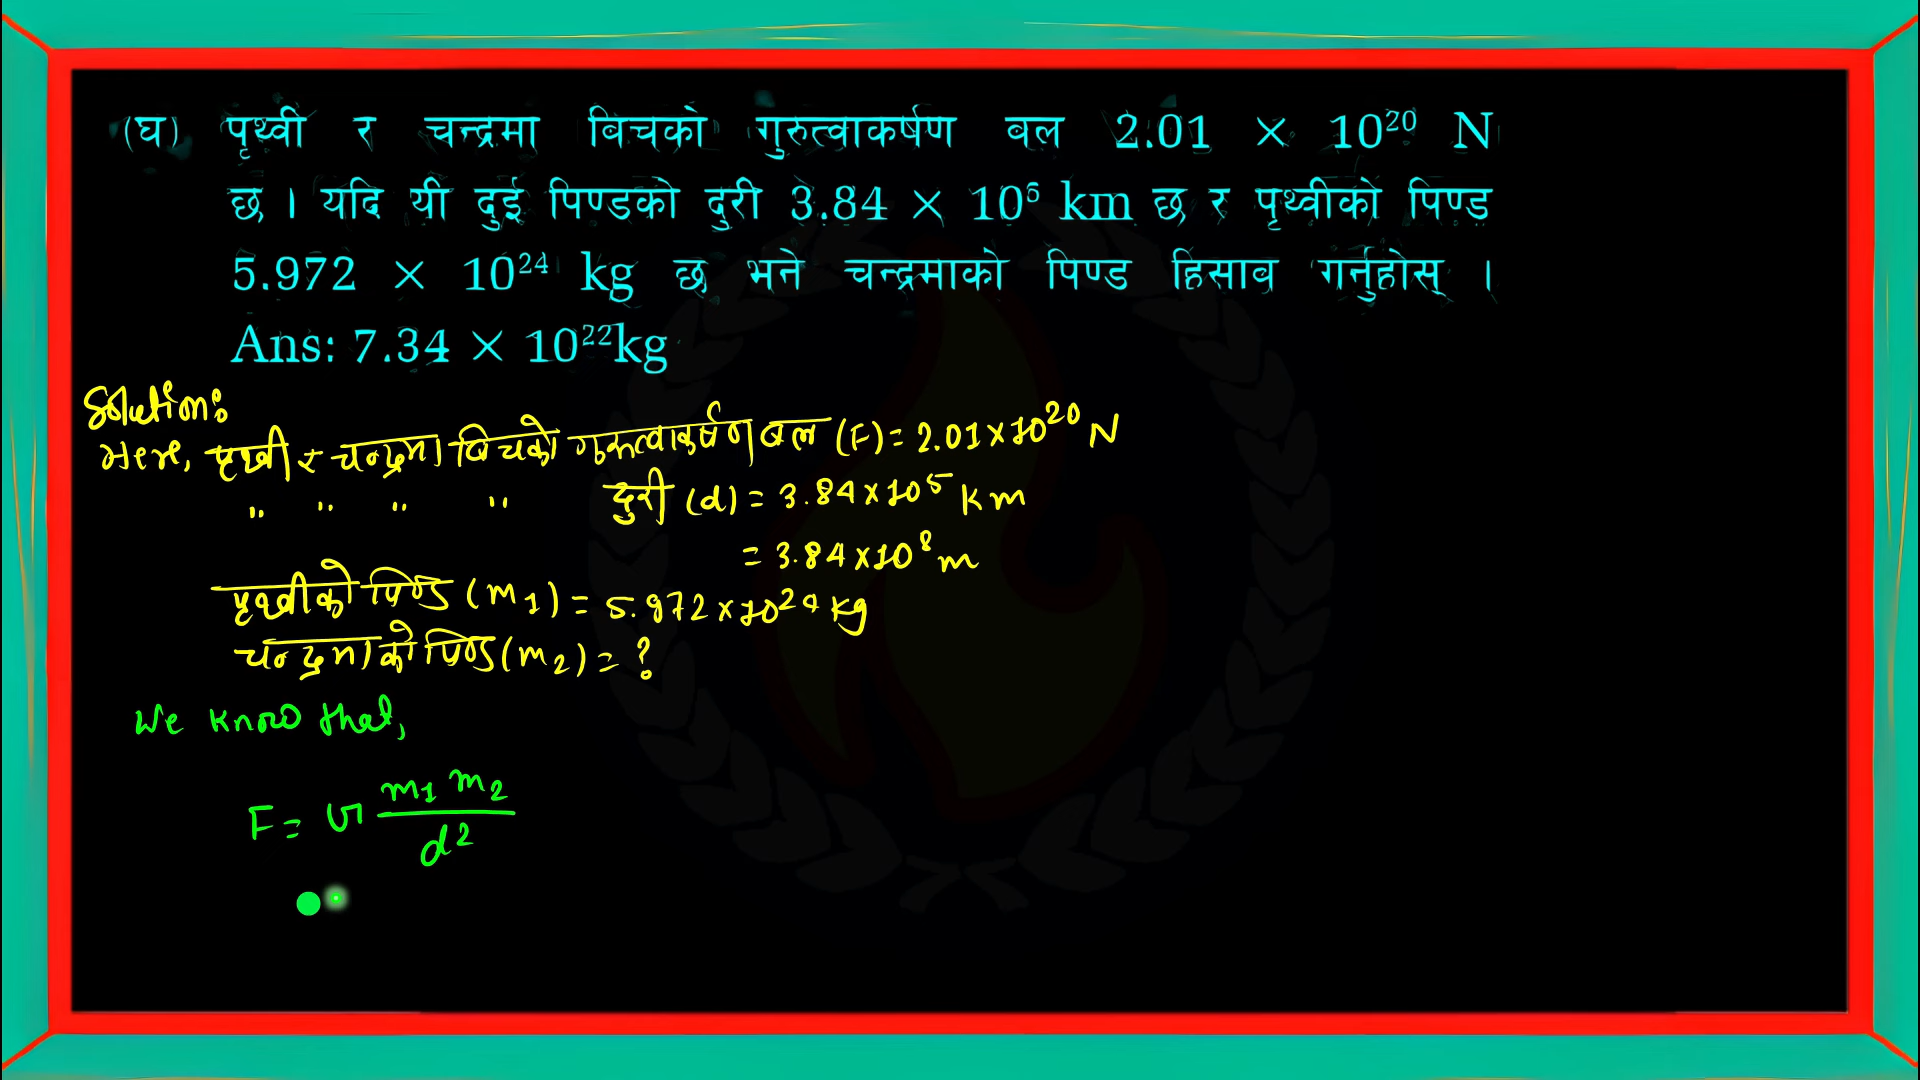 (घ) पृथ्वी र चन्द्रमा बिचको गुरुत्वाकर्षण बल 2.01 × 10²⁰ N
छ । यदि यी दुई पिण्डको दुरी 3.84 × 10⁵ km छ र पृथ्वीको पिण्ड
5.972 × 10²⁴ kg छ भने चन्द्रमाको पिण्ड हिसाब गर्नुहोस् ।
Ans: 7.34 × 10²²kg
Solution:
Here, पृथ्वी र चन्द्रमा बिचको गुरुत्वाकर्षण बल (F) = 2.01 × 10²⁰ N
" " " " दुरी (d) = 3.84 × 10⁵ Km
= 3.84 × 10⁸ m
पृथ्वीको पिण्ड (m₁) = 5.972 × 10²⁴ kg
चन्द्रमाको पिण्ड (m₂) = ?
We know that,
F = G m₁ m₂ / d²